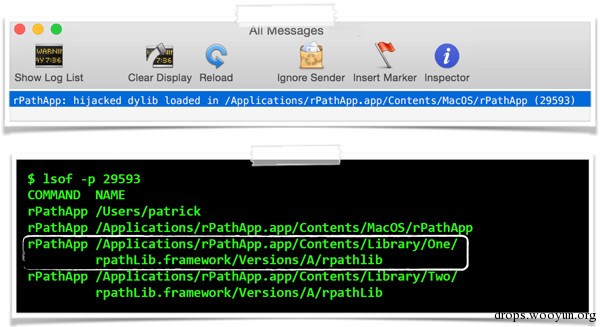 All Messages
Show Log List
Clear Display
Reload
Ignore Sender
Insert Marker
Inspector
rPathApp: hijacked dylib loaded in /Applications/rPathApp.app/Contents/MacOS/rPathApp (29593)
$ lsof -p 29593
COMMAND NAME
rPathApp /Users/patrick
rPathApp /Applications/rPathApp.app/Contents/MacOS/rPathApp
rPathApp /Applications/rPathApp.app/Contents/Library/One/
rpathLib.framework/Versions/A/rpathlib
rPathApp /Applications/rPathApp.app/Contents/Library/Two/
rpathLib.framework/Versions/A/rpathLib
drops.wooyun.org